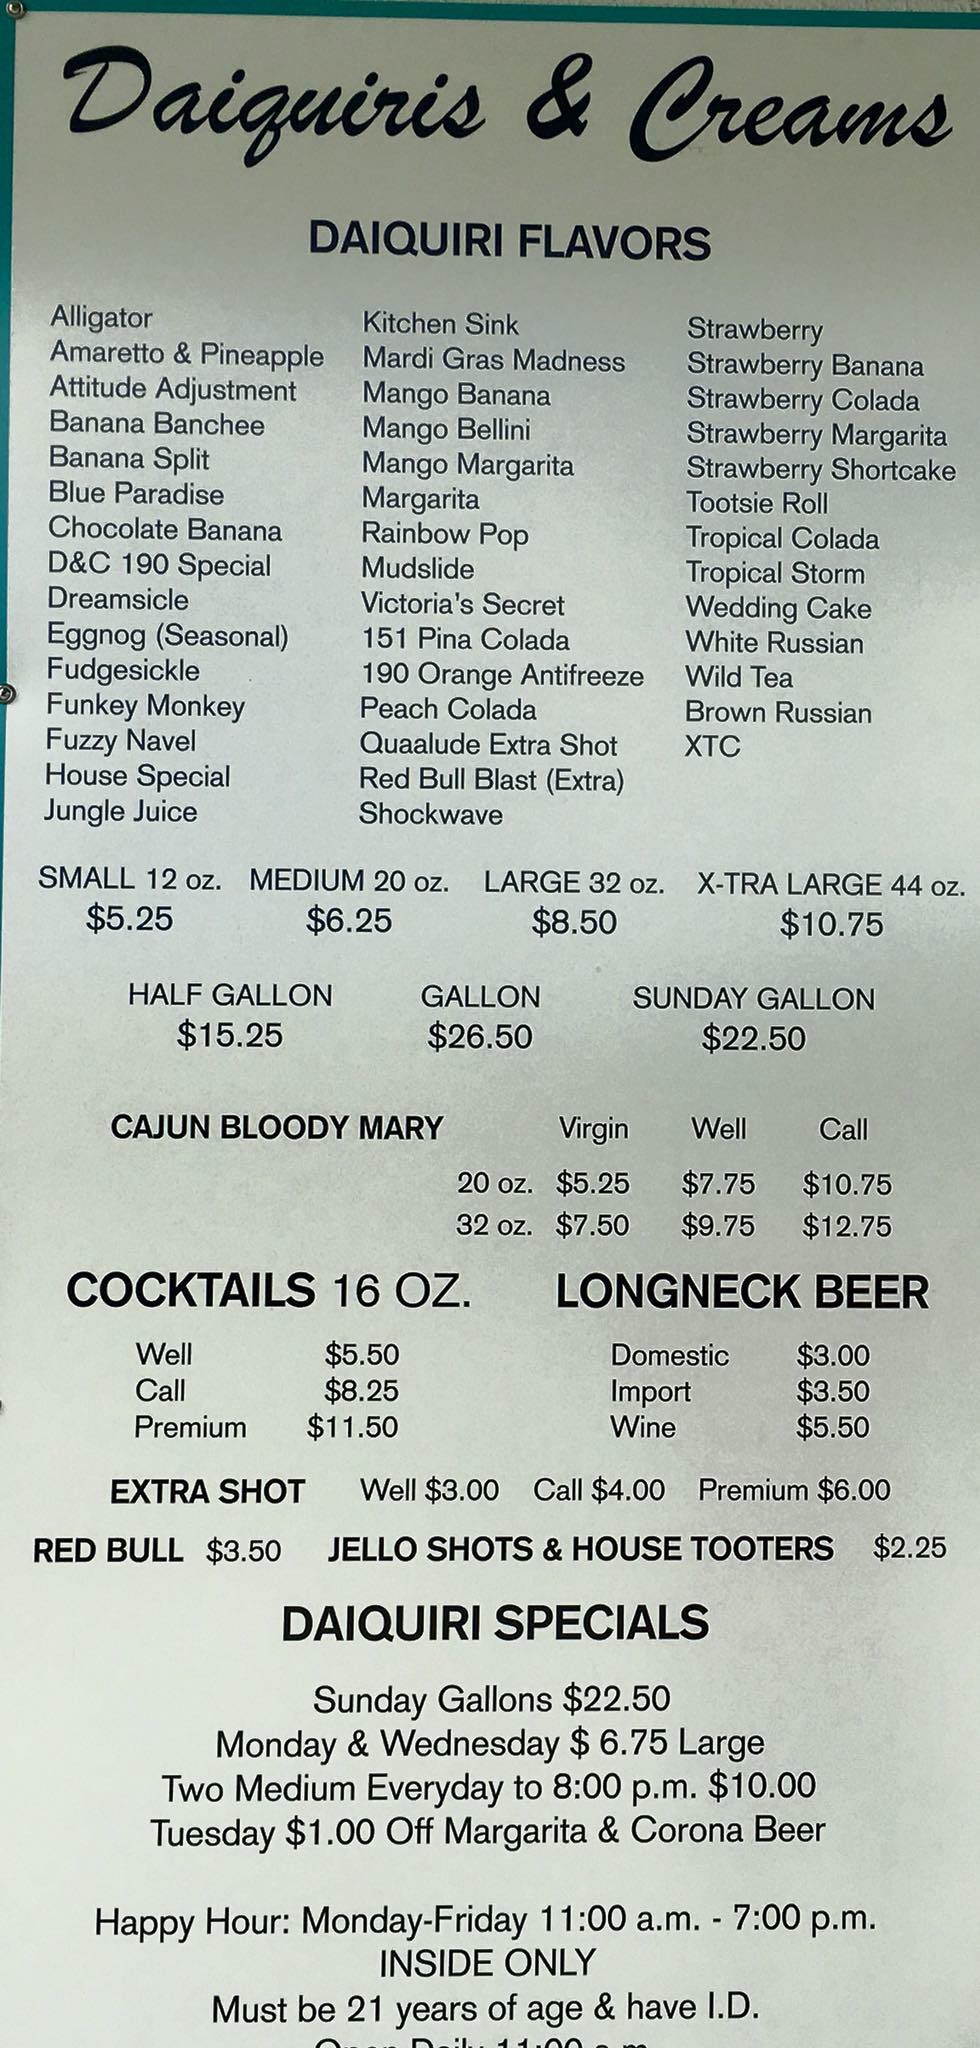 Daiquiris & Creams
DAIQUIRI FLAVORS
Alligator
Amaretto & Pineapple
Attitude Adjustment
Banana Banchee
Banana Split
Blue Paradise
Chocolate Banana
D&C 190 Special
Dreamsicle
Eggnog (Seasonal)
Fudgesickle
Funkey Monkey
Fuzzy Navel
House Special
Jungle Juice
Kitchen Sink
Mardi Gras Madness
Mango Banana
Mango Bellini
Mango Margarita
Margarita
Rainbow Pop
Mudslide
Victoria's Secret
151 Pina Colada
190 Orange Antifreeze
Peach Colada
Quaalude Extra Shot
Red Bull Blast (Extra)
Shockwave
Strawberry
Strawberry Banana
Strawberry Colada
Strawberry Margarita
Strawberry Shortcake
Tootsie Roll
Tropical Colada
Tropical Storm
Wedding Cake
White Russian
Wild Tea
Brown Russian
XTC
SMALL 12 oz. MEDIUM 20 oz. LARGE 32 oz. X-TRA LARGE 44 oz.
$5.25 $6.25 $8.50 $10.75
HALF GALLON GALLON SUNDAY GALLON
$15.25 $26.50 $22.50
CAJUN BLOODY MARY Virgin Well Call
20 oz. $5.25 $7.75 $10.75
32 oz. $7.50 $9.75 $12.75
COCKTAILS 16 OZ.
Well $5.50
Call $8.25
Premium $11.50
LONGNECK BEER
Domestic $3.00
Import $3.50
Wine $5.50
EXTRA SHOT Well $3.00 Call $4.00 Premium $6.00
RED BULL $3.50 JELLO SHOTS & HOUSE TOOTERS $2.25
DAIQUIRI SPECIALS
Sunday Gallons $22.50
Monday & Wednesday $ 6.75 Large
Two Medium Everyday to 8:00 p.m. $10.00
Tuesday $1.00 Off Margarita & Corona Beer
Happy Hour: Monday-Friday 11:00 a.m. - 7:00 p.m.
INSIDE ONLY
Must be 21 years of age & have I.D.
Open Daily 11:00 a.m.